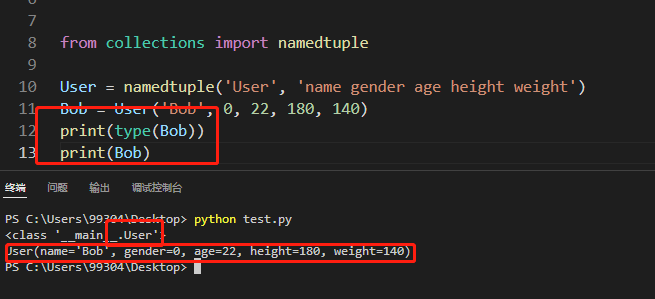 7
8 from collections import namedtuple
9
10 User = namedtuple('User', 'name gender age height weight')
11 Bob = User('Bob', 0, 22, 180, 140)
12 print(type(Bob))
13 print(Bob)
终端 问题 输出 调试控制台
PS C:\Users\99304\Desktop> python test.py
<class '__main__.User'>
User(name='Bob', gender=0, age=22, height=180, weight=140)
PS C:\Users\99304\Desktop>